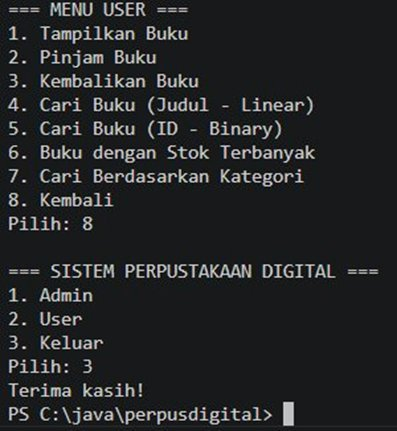 === MENU USER ===
1. Tampilkan Buku
2. Pinjam Buku
3. Kembalikan Buku
4. Cari Buku (Judul - Linear)
5. Cari Buku (ID - Binary)
6. Buku dengan Stok Terbanyak
7. Cari Berdasarkan Kategori
8. Kembali
Pilih: 8

=== SISTEM PERPUSTAKAAN DIGITAL ===
1. Admin
2. User
3. Keluar
Pilih: 3
Terima kasih!
PS C:\java\perpusdigital>